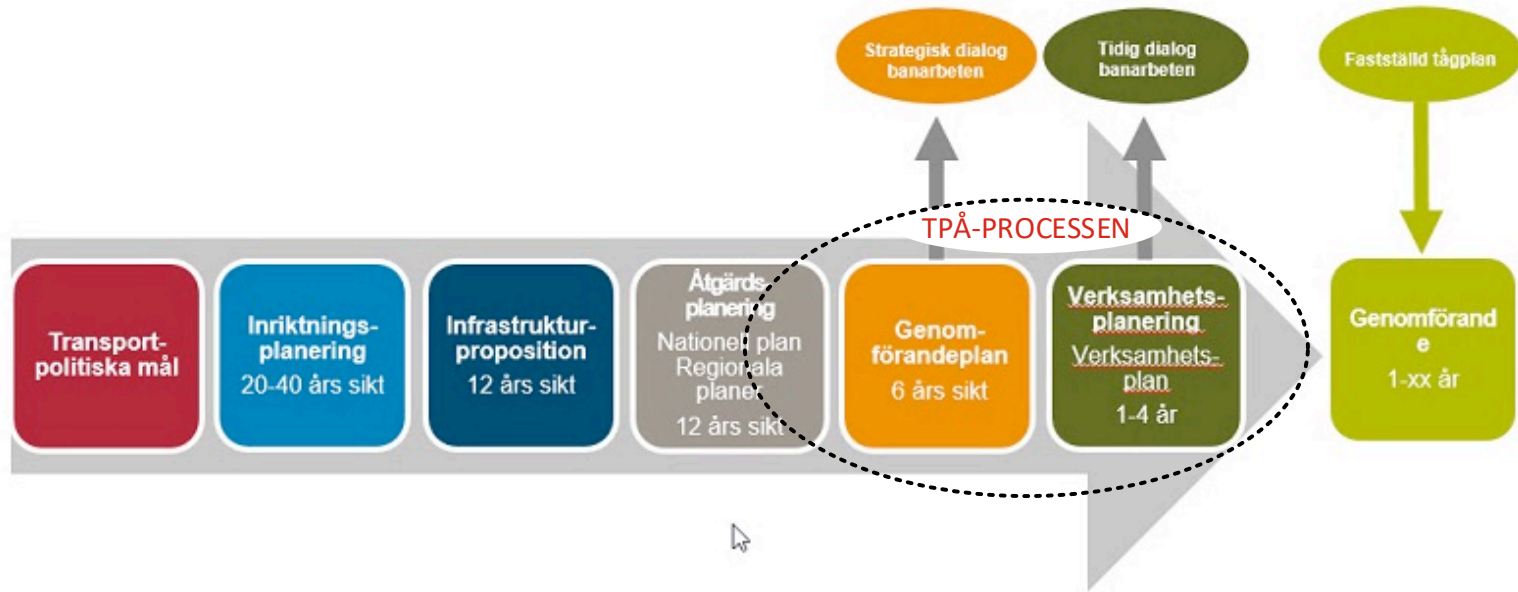 Strategisk dialog
banarbeten
Tidig dialog
banarbeten
Fastställd tågplan
TPÅ-PROCESSEN
Transport-
politiska mål
Inriktnings-
planering
20-40 års sikt
Infrastruktur-
proposition
12 års sikt
Åtgärds-
planering
Nationell plan
Regionala
planer
12 års sikt
Genom-
förandeplan
6 års sikt
Verksamhets-
planering
Verksamhets-
plan
1-4 år
Genomförand
e
1-xx år